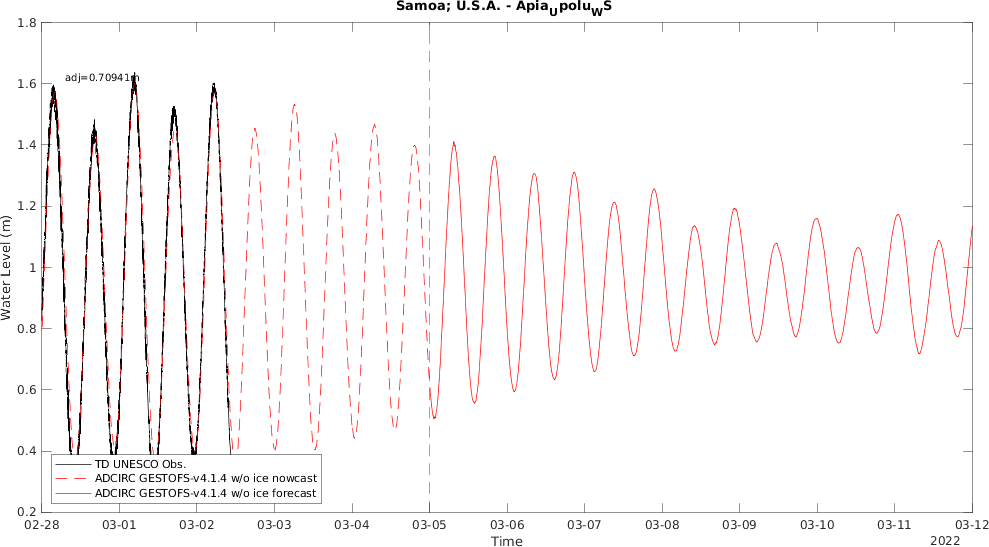 Samoa; U.S.A. - Apia_Upolu_WS
1.8
adj=0.70941m
1.6
1.4
1.2
1
0.8
0.6
0.4
0.2
Water Level (m)
TD UNESCO Obs.
ADCIRC GESTOFS-v4.1.4 w/o ice nowcast
ADCIRC GESTOFS-v4.1.4 w/o ice forecast
02-28 03-01 03-02 03-03 03-04 03-05 03-06 03-07 03-08 03-09 03-10 03-11 03-12
Time
2022